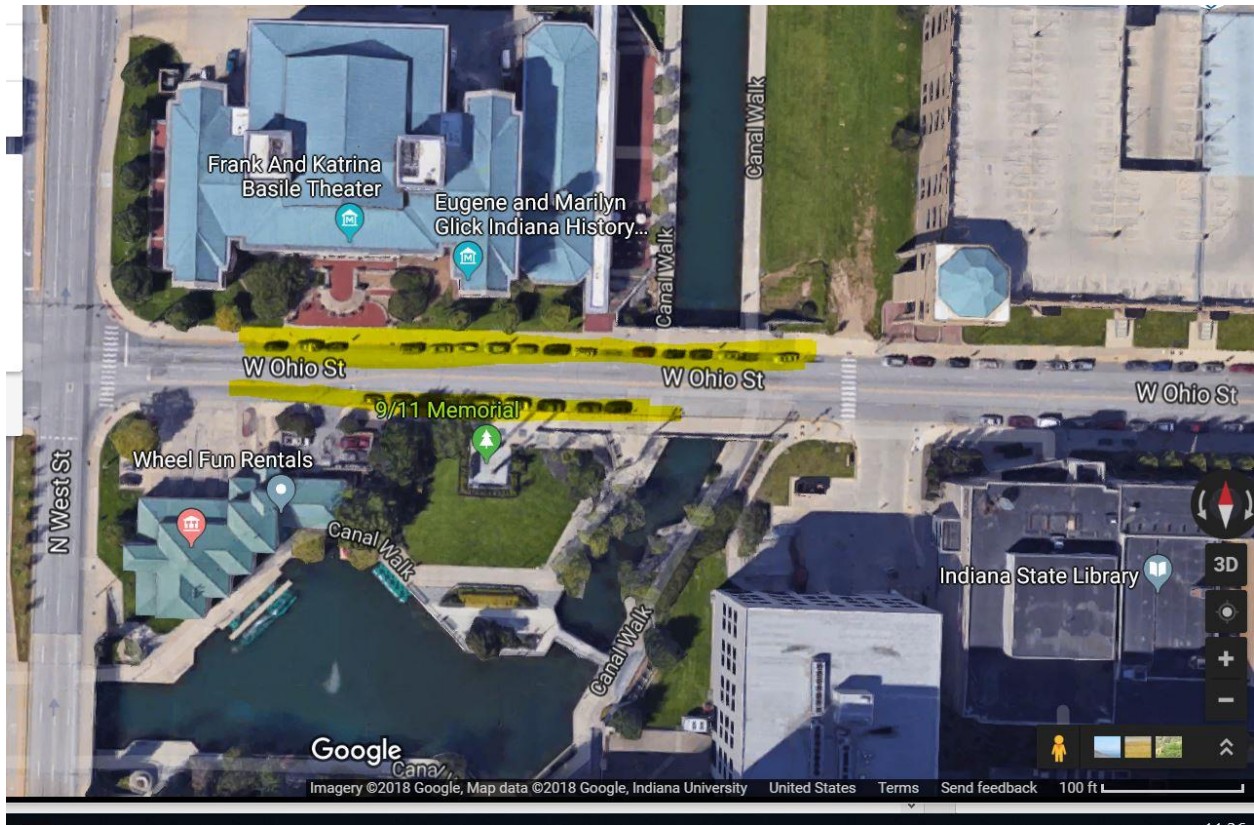 Canal Walk
Frank And Katrina
Basile Theater
Eugene and Marilyn
Glick Indiana History...
Canal Walk
W Ohio St
W Ohio St
W Ohio St
9/11 Memorial
Wheel Fun Rentals
N West St
Canal Walk
Indiana State Library
3D
Canal Walk
Google
Imagery ©2018 Google, Map data ©2018 Google, Indiana University United States Terms Send feedback 100 ft